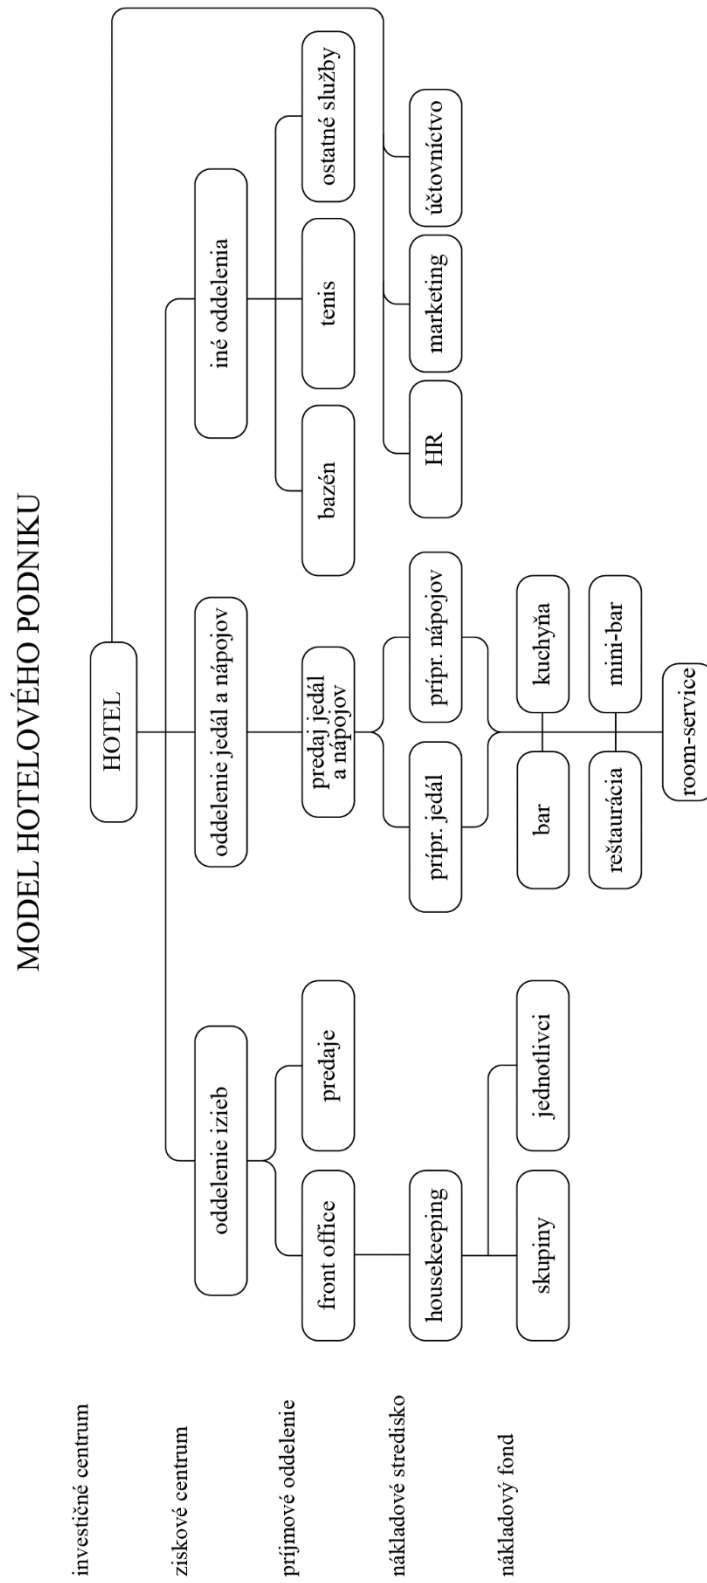 MODEL HOTELOVÉHO PODNIKU
investičné centrum
HOTEL
ziskové centrum
oddelenie izieb
oddelenie jedál a nápojov
iné oddelenia
príjmové oddelenie
front office
predaje
predaj jedál
a nápojov
bazén
tenis
ostatné služby
nákladové stredisko
housekeeping
prípr. jedál
prípr. nápojov
HR
marketing
účtovníctvo
nákladový fond
skupiny
jednotlivci
bar
kuchyňa
reštaurácia
mini-bar
room-service